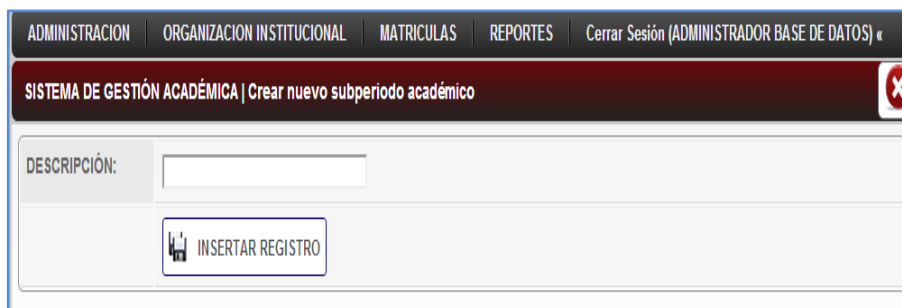 ADMINISTRACION ORGANIZACION INSTITUCIONAL MATRICULAS REPORTES Cerrar Sesión (ADMINISTRADOR BASE DE DATOS) «
SISTEMA DE GESTIÓN ACADÉMICA | Crear nuevo subperiodo académico
DESCRIPCIÓN:
INSERTAR REGISTRO